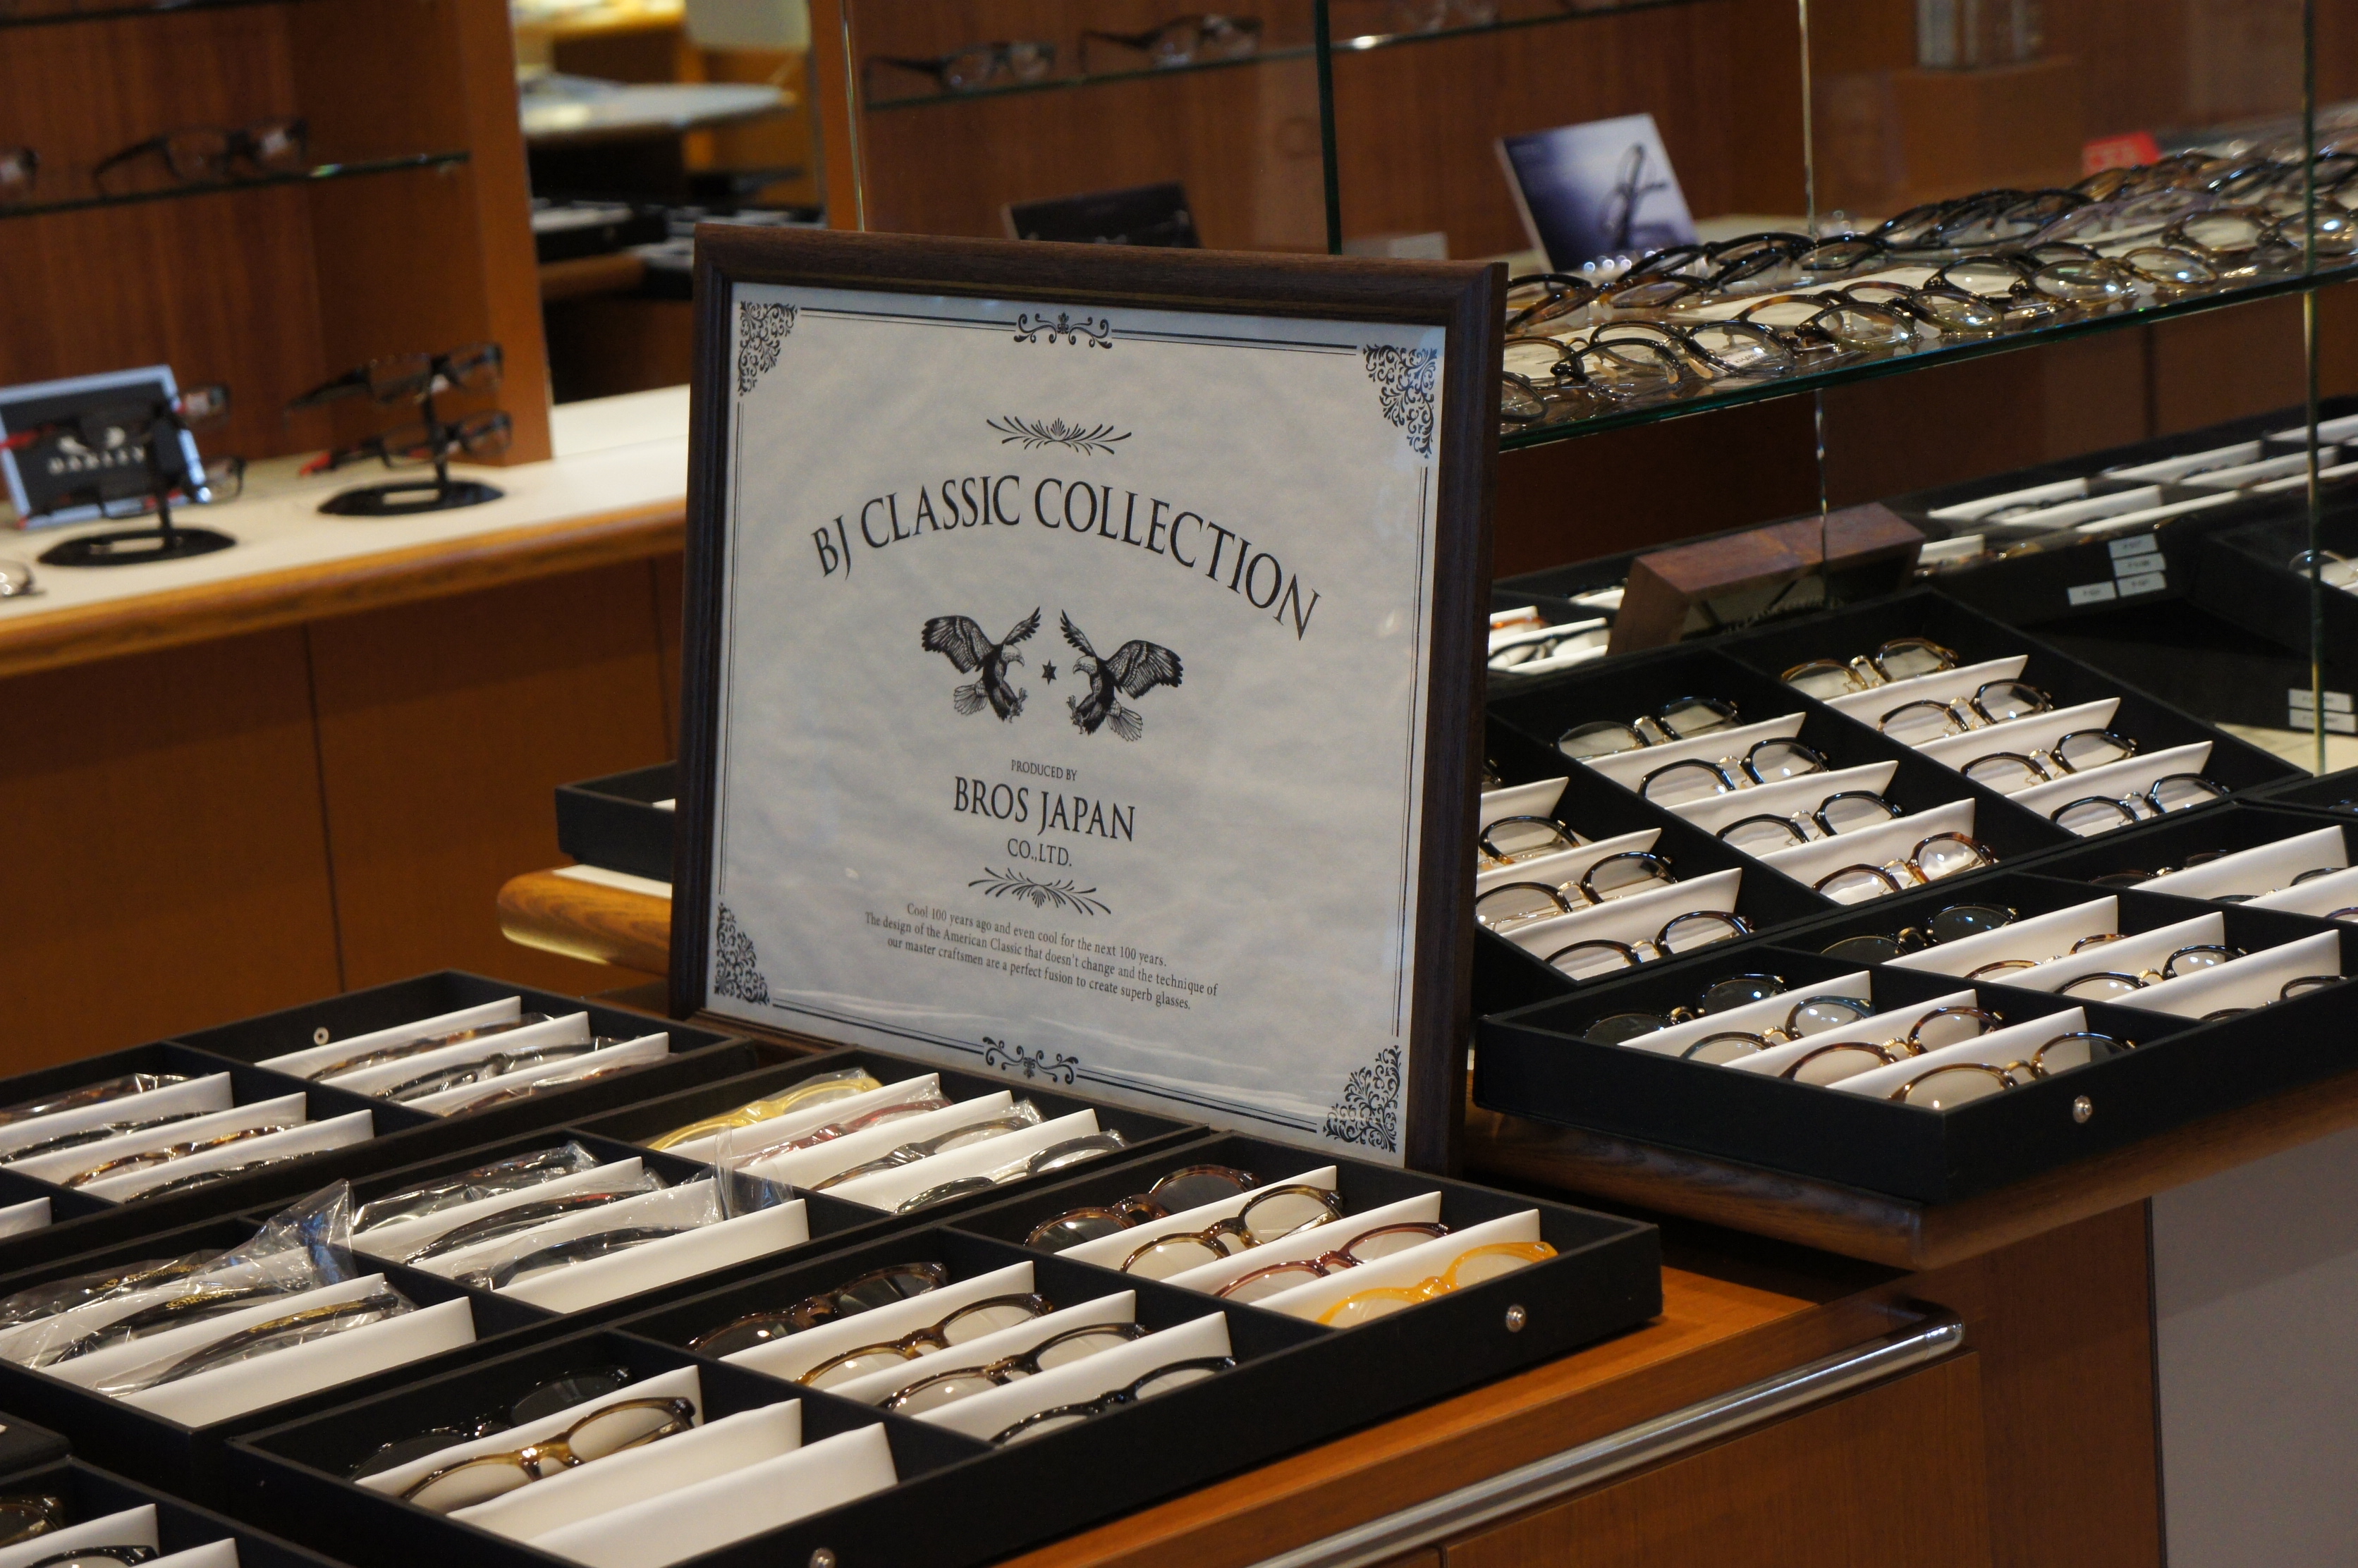 OAKLEY
BJ CLASSIC COLLECTION
PRODUCED BY
BROS JAPAN
CO.,LTD.
Cool 100 years ago and even cool for the next 100 years.
The design of the American Classic that doesn't change and the technique of
our master craftsmen are a perfect fusion to create superb glasses.